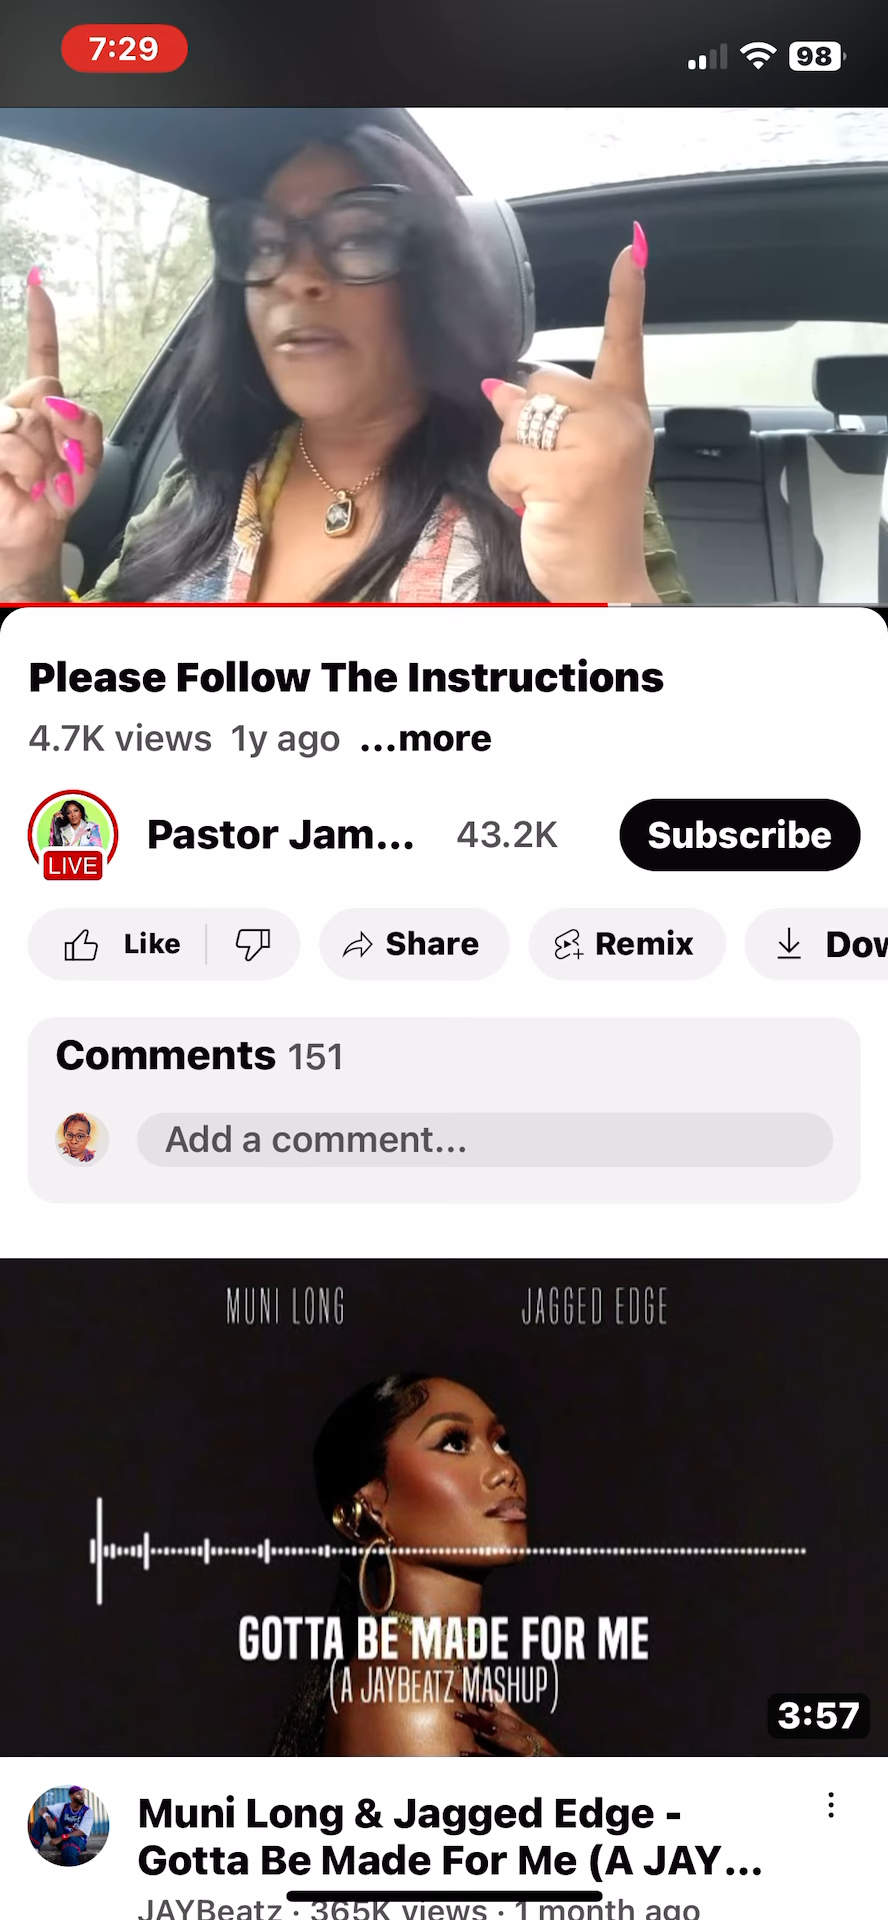 7:29
98
Please Follow The Instructions
4.7K views 1y ago ...more
LIVE
Pastor Jam... 43.2K
Subscribe
Like
Share
Remix
Dow
Comments 151
Add a comment...
MUNI LONG JAGGED EDGE
GOTTA BE MADE FOR ME
(A JAYBEATZ MASHUP)
3:57
Muni Long & Jagged Edge -
Gotta Be Made For Me (A JAY...
JAYBeatz · 365K views · 1 month ago